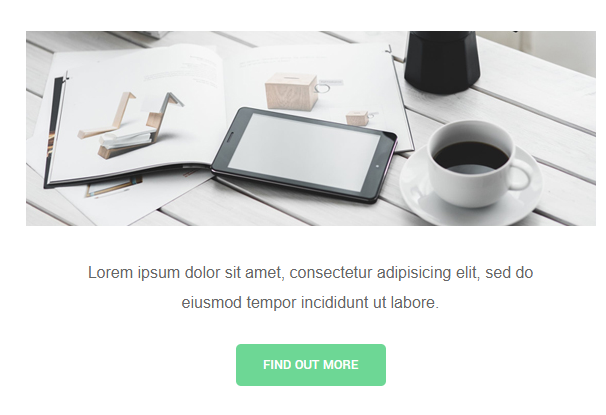 Lorem ipsum dolor sit amet, consectetur adipisicing elit, sed do
eiusmod tempor incididunt ut labore.
FIND OUT MORE